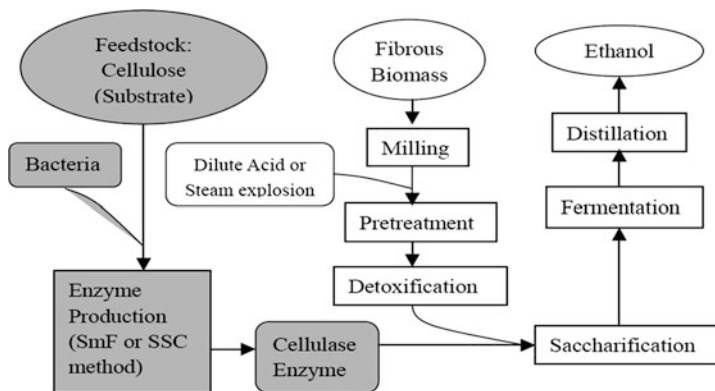 Feedstock:
Cellulose
(Substrate)
Fibrous
Biomass
Ethanol
Bacteria
Milling
Distillation
Dilute Acid or
Steam explosion
Pretreatment
Fermentation
Detoxification
Enzyme
Production
(SmF or SSC
method)
Cellulase
Enzyme
Saccharification